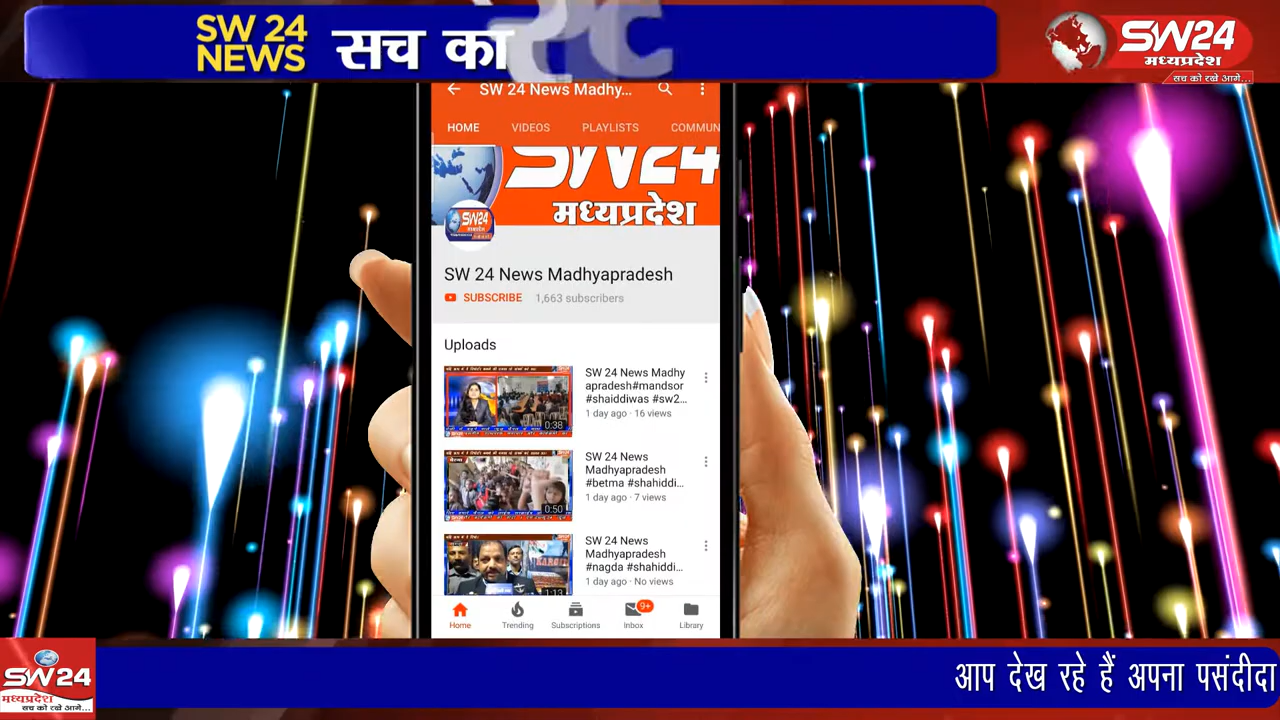 SW 24
NEWS
सच का
SW24
मध्यप्रदेश
सच को रखे आगे...
SW 24 News Madhy...
HOME VIDEOS PLAYLISTS COMMUN
SW24
मध्यप्रदेश
SW24
SW 24 News Madhyapradesh
SUBSCRIBE 1,663 subscribers
Uploads
SW 24 News Madhy
apradesh#mandsor
#shaiddiwas #sw2...
1 day ago · 16 views
0:38
SW 24 News
Madhyapradesh
#betma #shahiddi...
1 day ago · 7 views
0:50
SW 24 News
Madhyapradesh
#nagda #shahiddi...
1 day ago · No views
1:13
9+
Home Trending Subscriptions Inbox Library
SW24
मध्यप्रदेश
सच को रखे आगे...
आप देख रहे हैं अपना पसंदीदा